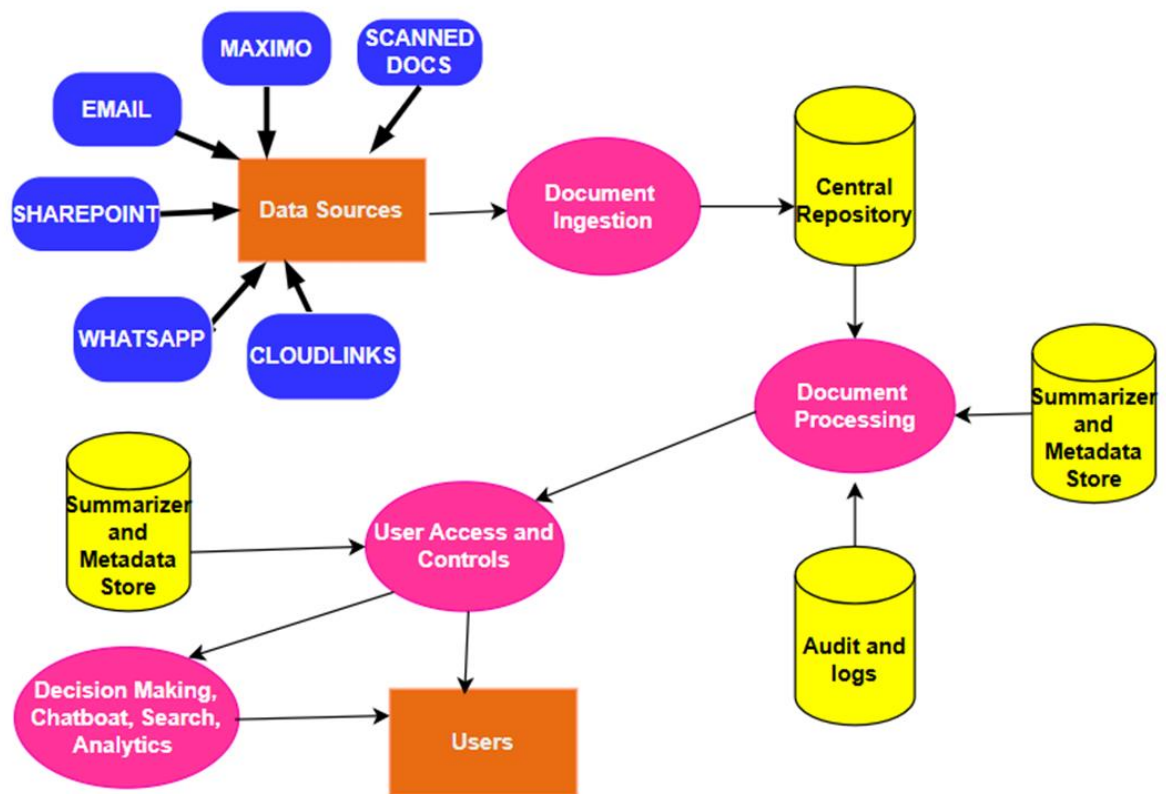 MAXIMO
SCANNED
DOCS
EMAIL
SHAREPOINT
Data Sources
WHATSAPP
CLOUDLINKS
Document
Ingestion
Central
Repository
Document
Processing
Summarizer
and
Metadata
Store
Summarizer
and
Metadata
Store
User Access and
Controls
Audit and
logs
Decision Making,
Chatboat, Search,
Analytics
Users